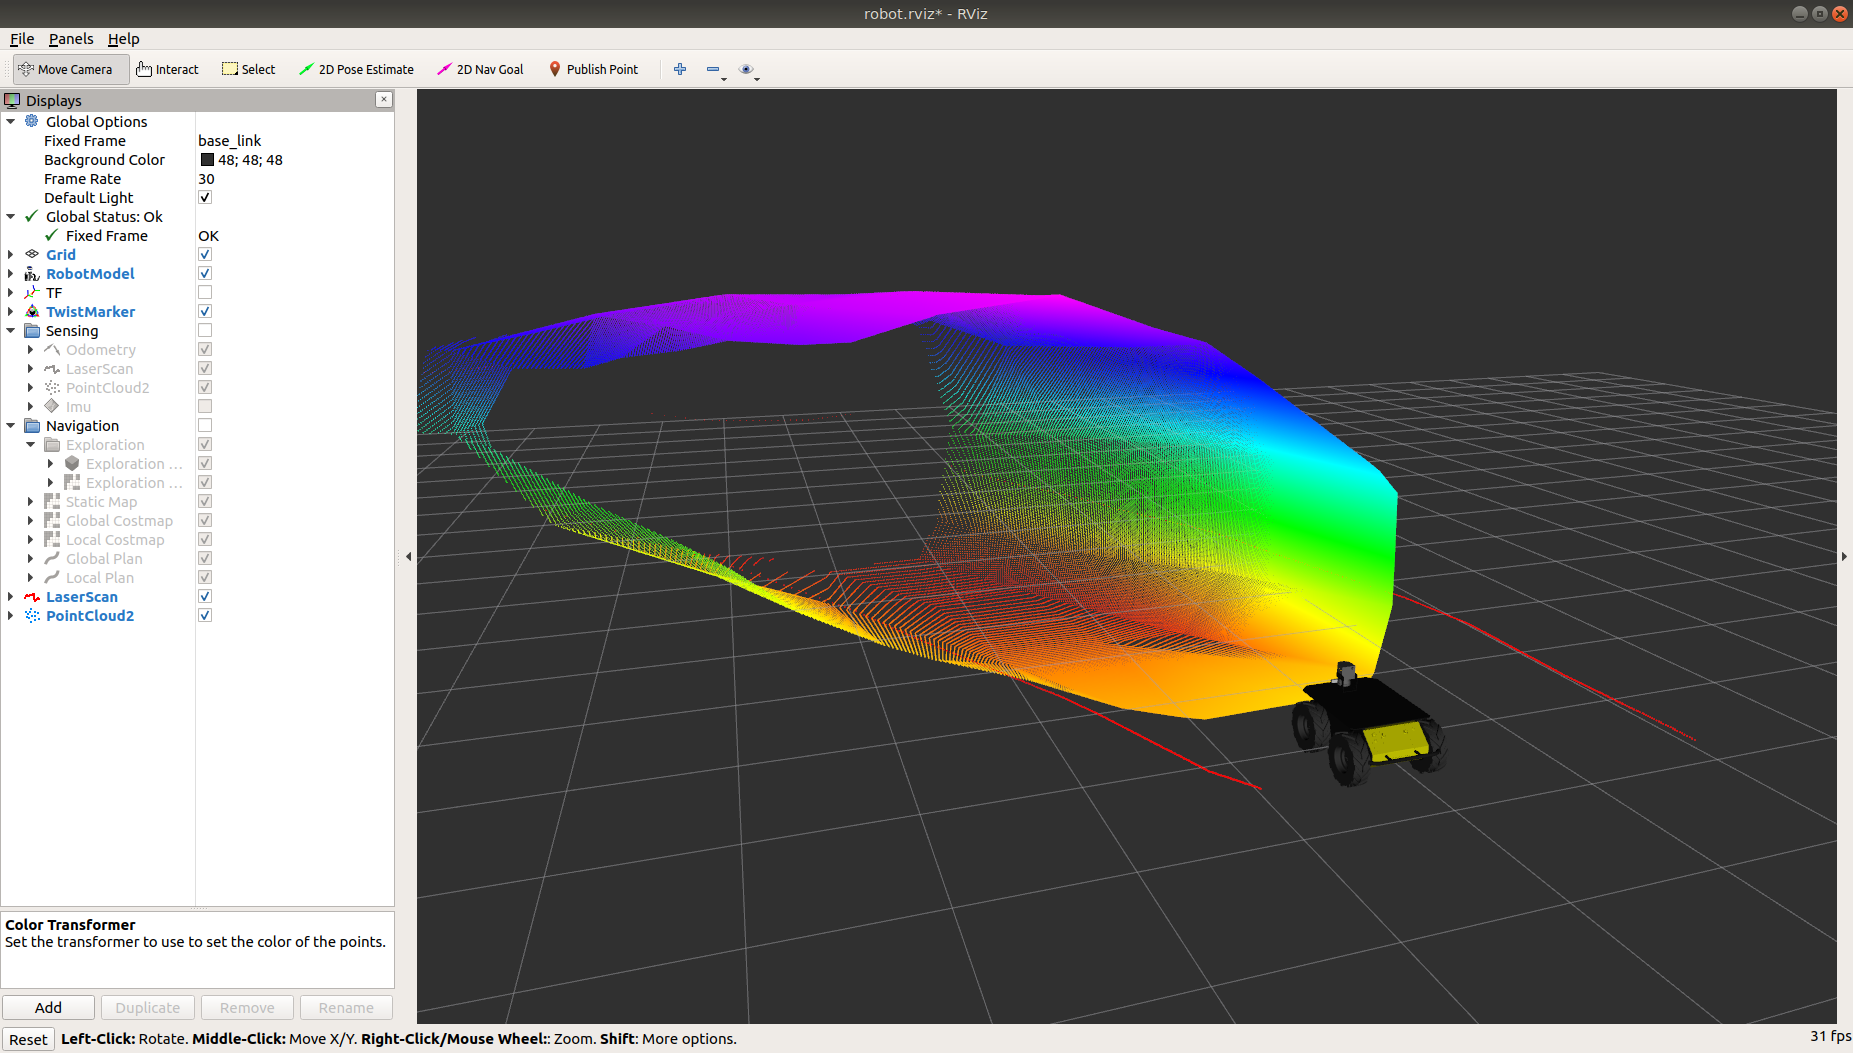 robot.rviz* - RViz
File Panels Help
Move Camera Interact Select 2D Pose Estimate 2D Nav Goal Publish Point
Displays
Global Options
Fixed Frame base_link
Background Color 48; 48; 48
Frame Rate 30
Default Light
Global Status: Ok
Fixed Frame OK
Grid
RobotModel
TF
TwistMarker
Sensing
Odometry
LaserScan
PointCloud2
Imu
Navigation
Exploration
Exploration ...
Exploration ...
Static Map
Global Costmap
Local Costmap
Global Plan
Local Plan
LaserScan
PointCloud2
Color Transformer
Set the transformer to use to set the color of the points.
Add Duplicate Remove Rename
Reset Left-Click: Rotate. Middle-Click: Move X/Y. Right-Click/Mouse Wheel:: Zoom. Shift: More options. 31 fps